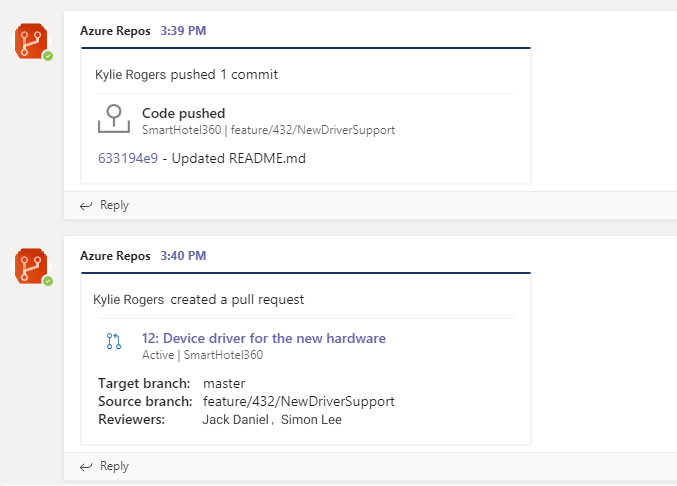 Azure Repos 3:39 PM
Kylie Rogers pushed 1 commit
Code pushed
SmartHotel360 | feature/432/NewDriverSupport
633194e9 - Updated README.md
Reply
Azure Repos 3:40 PM
Kylie Rogers created a pull request
12: Device driver for the new hardware
Active | SmartHotel360
Target branch: master
Source branch: feature/432/NewDriverSupport
Reviewers: Jack Daniel , Simon Lee
Reply